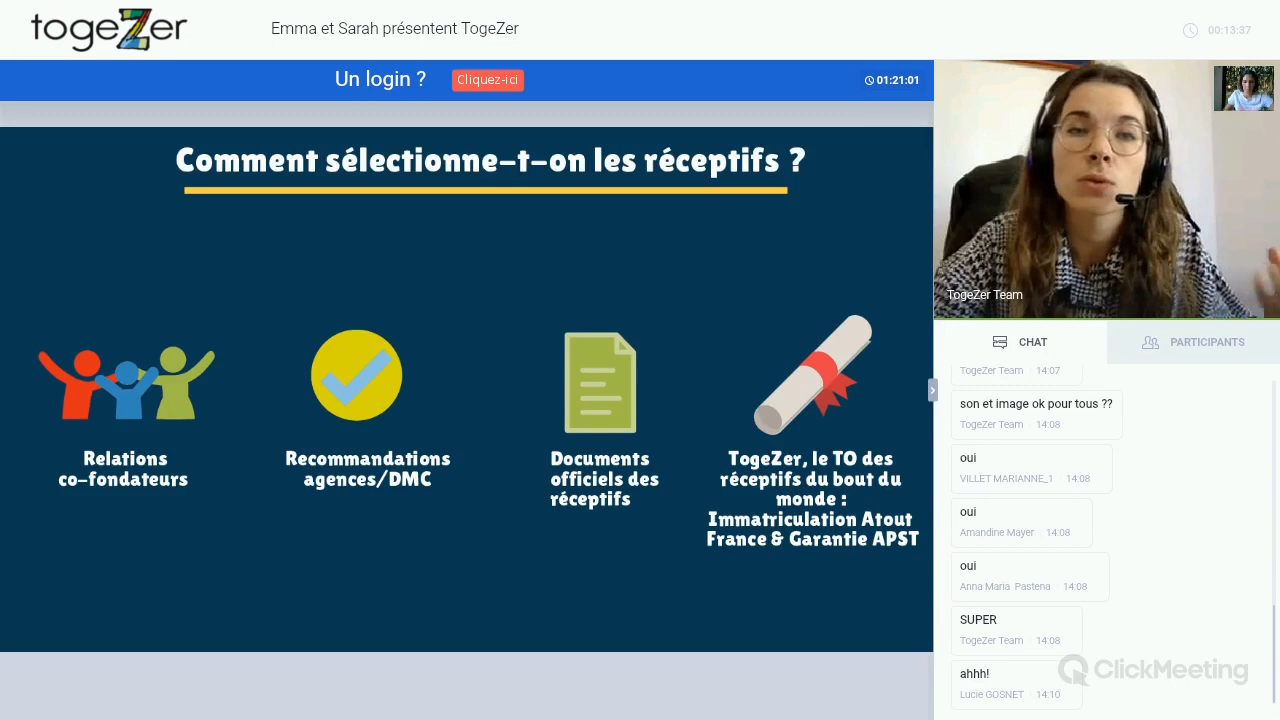 togeZer
Emma et Sarah présentent TogeZer
00:13:37
Un login ?
Cliquez-ici
01:21:01
Comment sélectionne-t-on les réceptifs ?
Relations
co-fondateurs
Recommandations
agences/DMC
Documents
officiels des
réceptifs
TogeZer, le TO des
réceptifs du bout du
monde :
Immatriculation Atout
France & Garantie APST
TogeZer Team
CHAT
PARTICIPANTS
TogeZer Team 14:07
son et image ok pour tous ??
TogeZer Team 14:08
oui
VILLET MARIANNE_1 14:08
oui
Amandine Mayer 14:08
oui
Anna Maria Pastena 14:08
SUPER
TogeZer Team 14:08
ahhh!
Lucie GOSNET 14:10
ClickMeeting